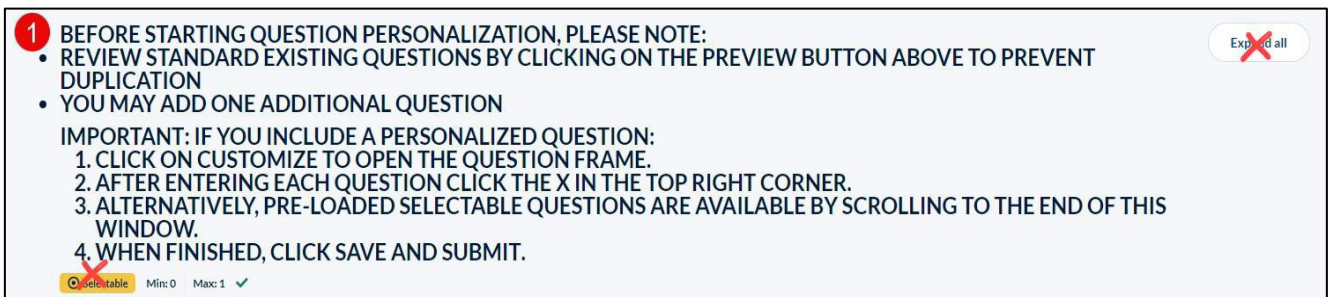 1 BEFORE STARTING QUESTION PERSONALIZATION, PLEASE NOTE:
• REVIEW STANDARD EXISTING QUESTIONS BY CLICKING ON THE PREVIEW BUTTON ABOVE TO PREVENT
DUPLICATION
• YOU MAY ADD ONE ADDITIONAL QUESTION
IMPORTANT: IF YOU INCLUDE A PERSONALIZED QUESTION:
1. CLICK ON CUSTOMIZE TO OPEN THE QUESTION FRAME.
2. AFTER ENTERING EACH QUESTION CLICK THE X IN THE TOP RIGHT CORNER.
3. ALTERNATIVELY, PRE-LOADED SELECTABLE QUESTIONS ARE AVAILABLE BY SCROLLING TO THE END OF THIS
WINDOW.
4. WHEN FINISHED, CLICK SAVE AND SUBMIT.
Selectable Min: 0 Max: 1
Expand all